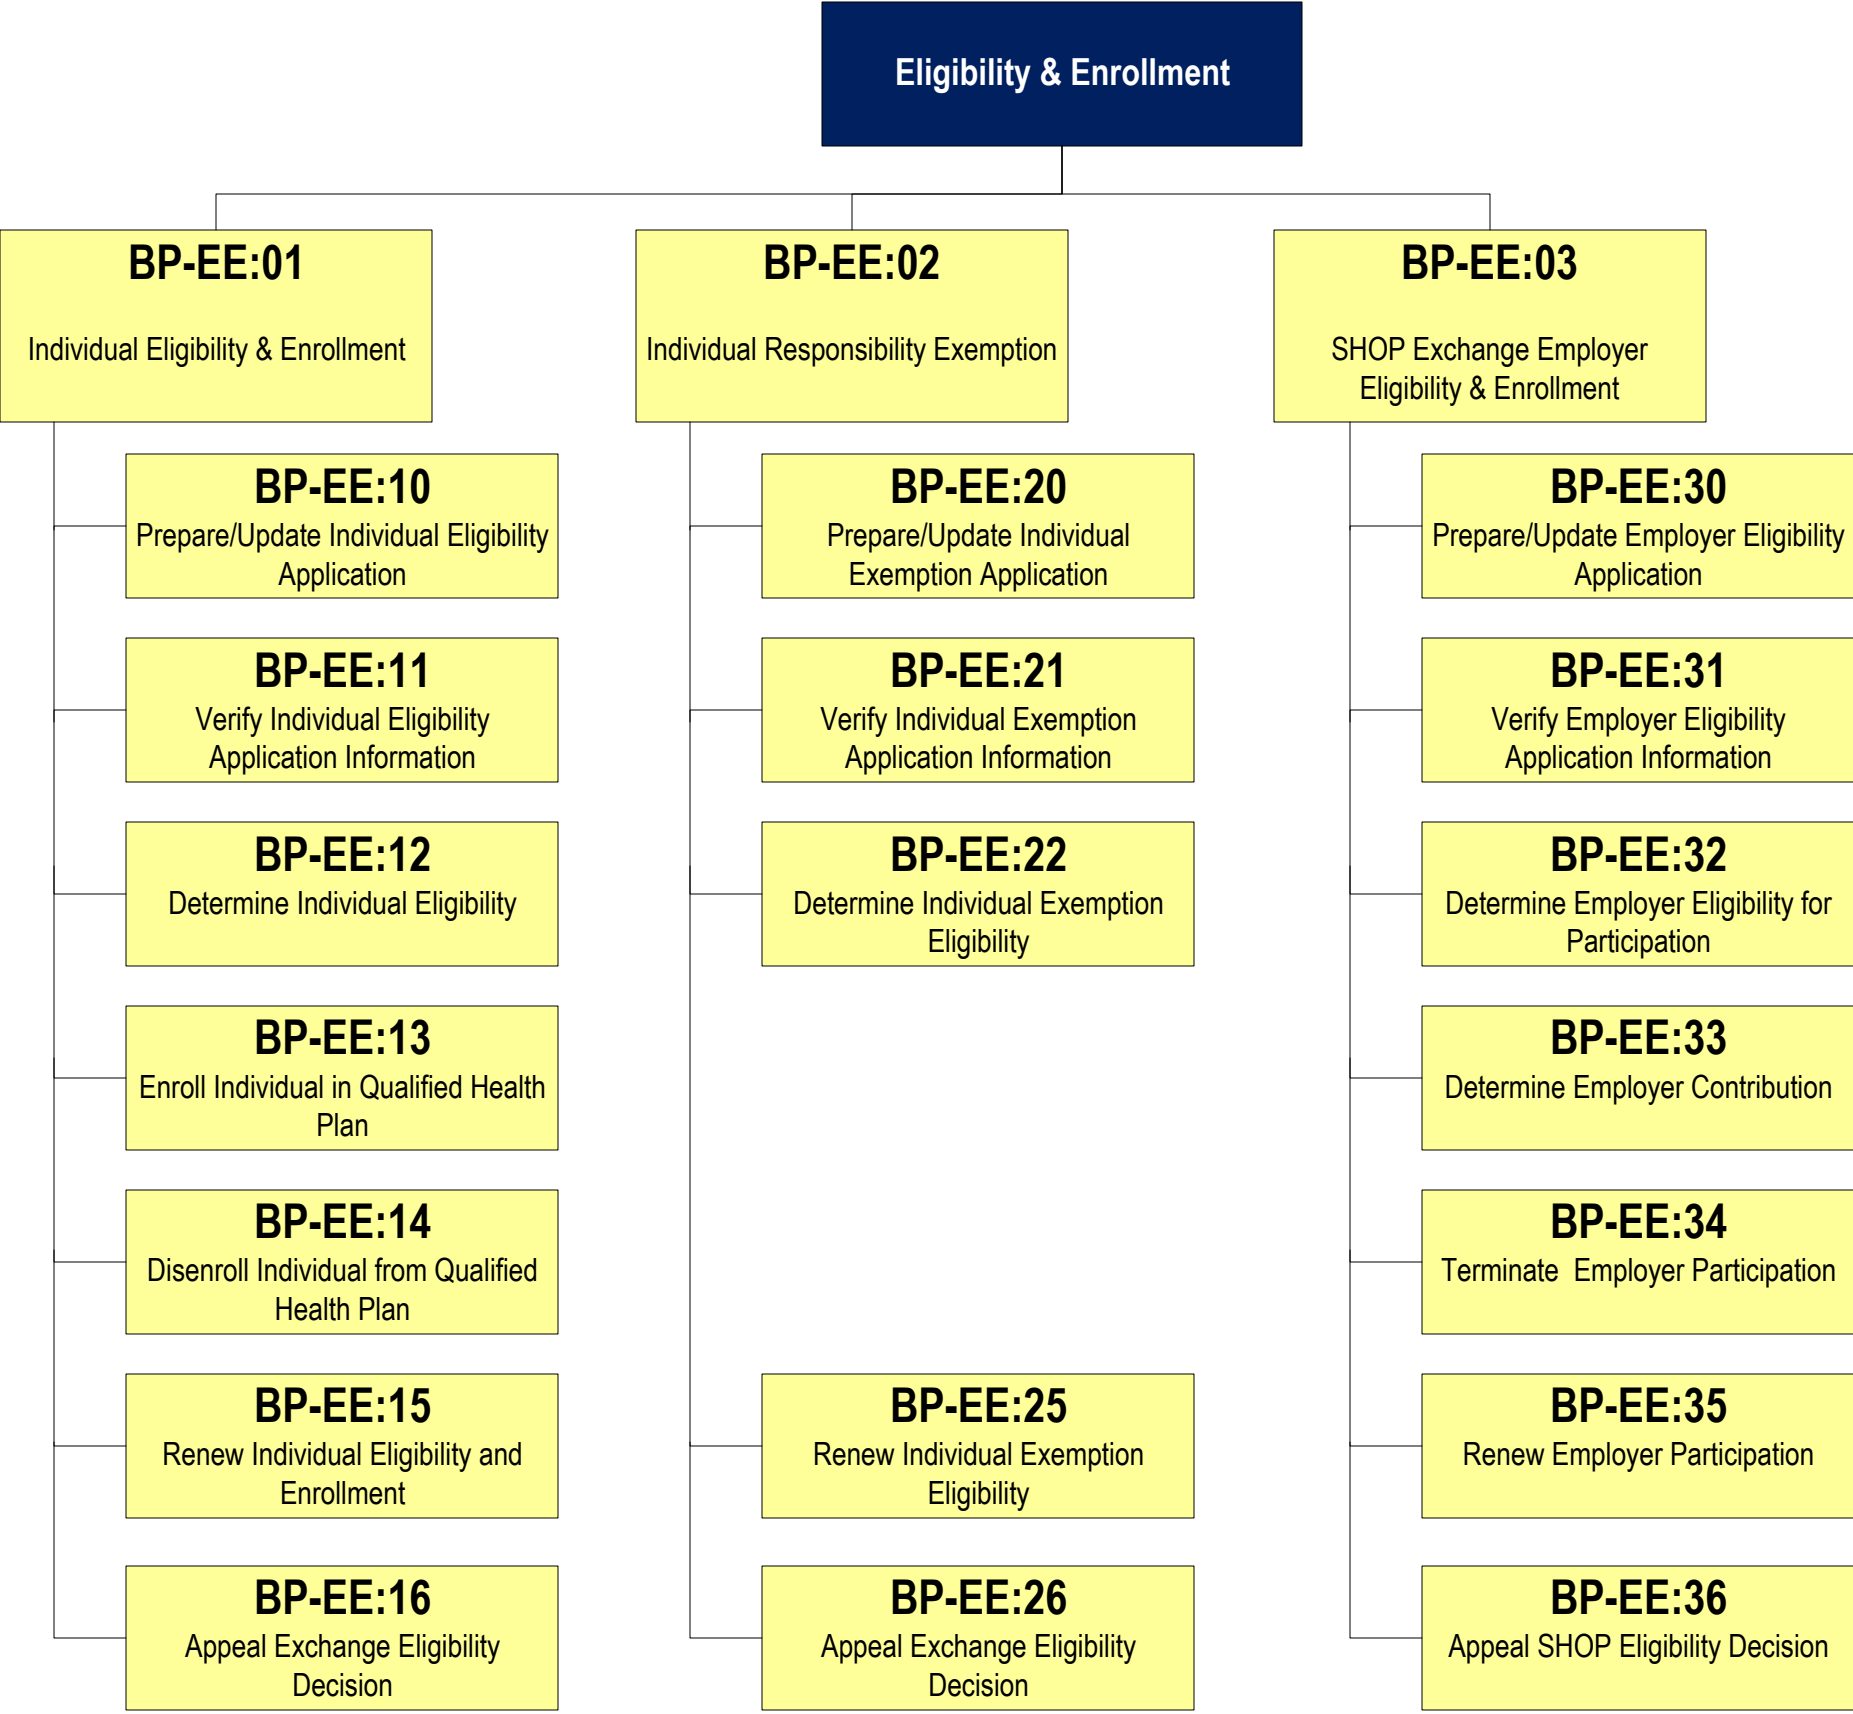 Eligibility & Enrollment
BP-EE:01
Individual Eligibility & Enrollment
BP-EE:02
Individual Responsibility Exemption
BP-EE:03
SHOP Exchange Employer
Eligibility & Enrollment
BP-EE:10
Prepare/Update Individual Eligibility
Application
BP-EE:11
Verify Individual Eligibility
Application Information
BP-EE:12
Determine Individual Eligibility
BP-EE:13
Enroll Individual in Qualified Health
Plan
BP-EE:14
Disenroll Individual from Qualified
Health Plan
BP-EE:15
Renew Individual Eligibility and
Enrollment
BP-EE:16
Appeal Exchange Eligibility
Decision
BP-EE:20
Prepare/Update Individual
Exemption Application
BP-EE:21
Verify Individual Exemption
Application Information
BP-EE:22
Determine Individual Exemption
Eligibility
BP-EE:25
Renew Individual Exemption
Eligibility
BP-EE:26
Appeal Exchange Eligibility
Decision
BP-EE:30
Prepare/Update Employer Eligibility
Application
BP-EE:31
Verify Employer Eligibility
Application Information
BP-EE:32
Determine Employer Eligibility for
Participation
BP-EE:33
Determine Employer Contribution
BP-EE:34
Terminate  Employer Participation
BP-EE:35
Renew Employer Participation
BP-EE:36
Appeal SHOP Eligibility Decision